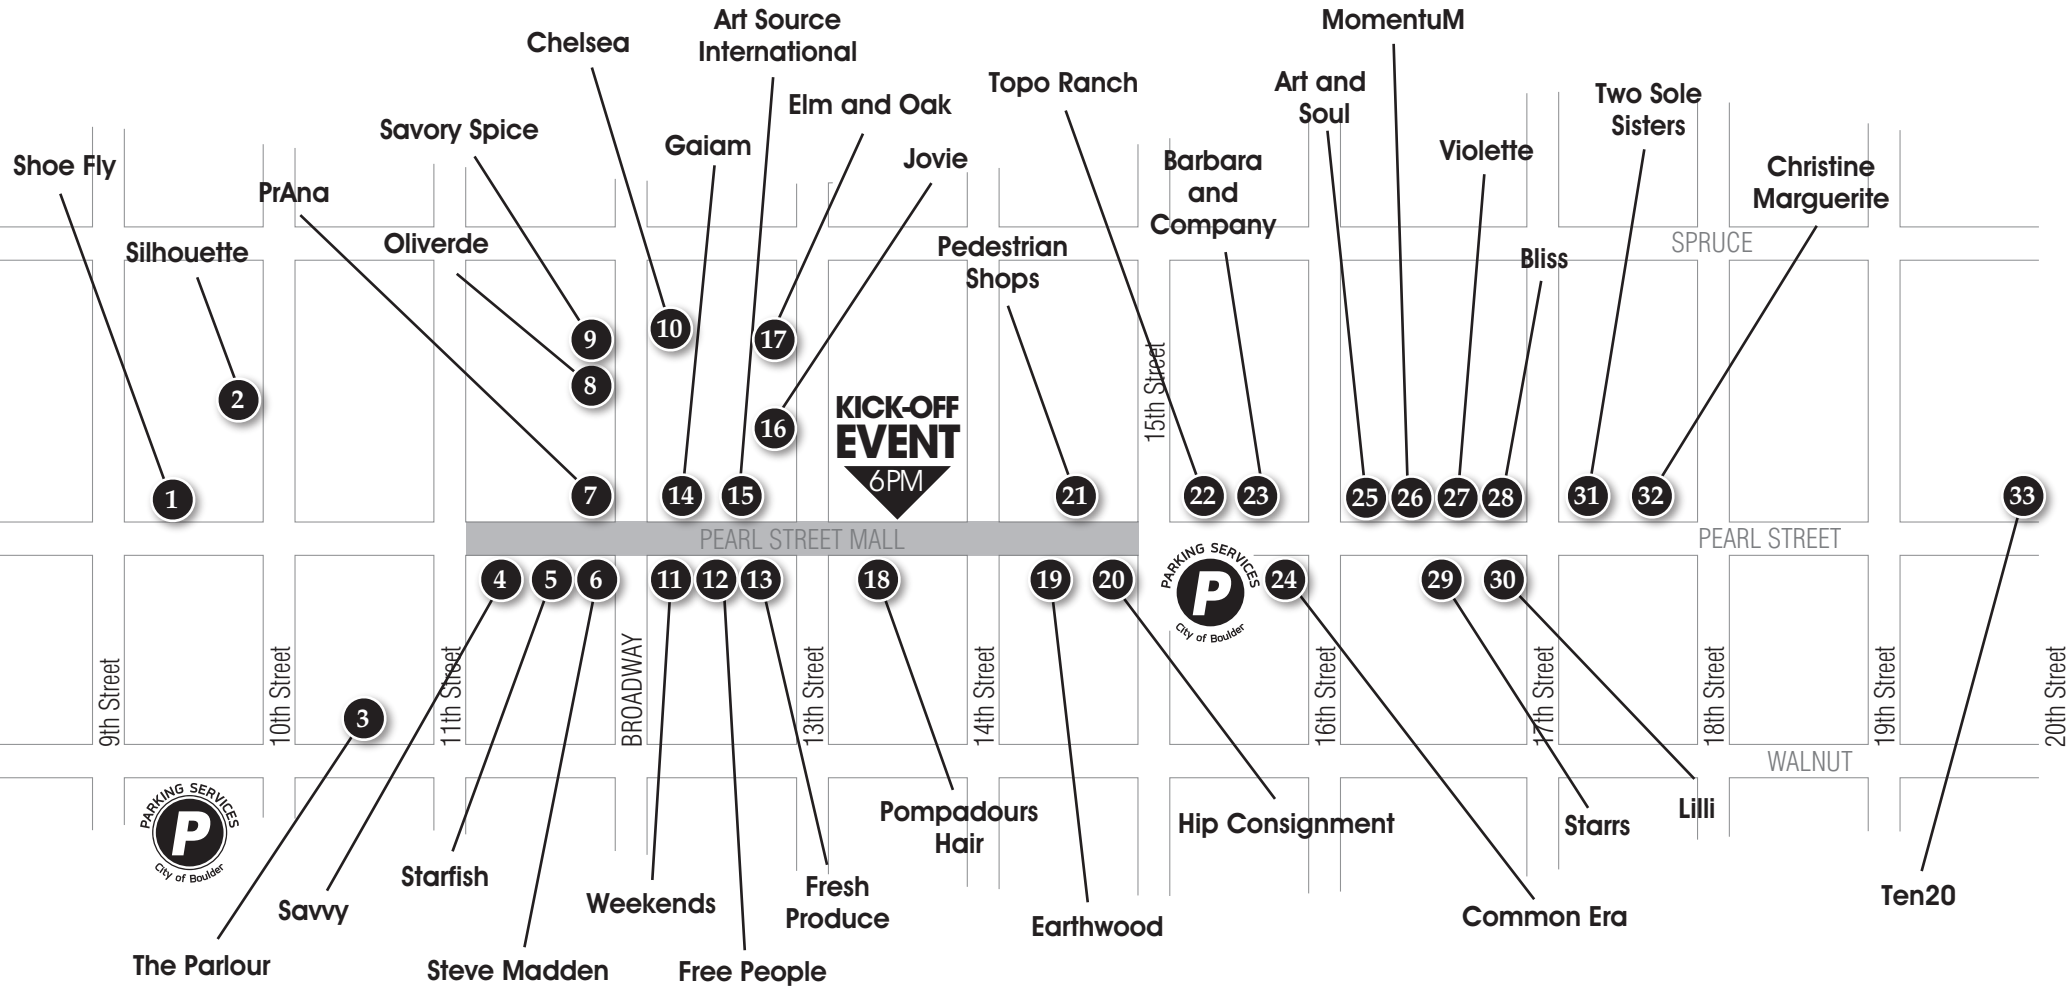 MomentuM
Art Source
International
Chelsea
Topo Ranch
Art and
Soul
Two Sole
Sisters
Elm and Oak
Savory Spice
Gaiam
Jovie
Barbara
and
Company
Violette
Christine
Marguerite
Shoe Fly
PrAna
Silhouette
Oliverde
Pedestrian
Shops
SPRUCE
Bliss
9
10
17
8
2
15th Street
16
KICK-OFF
EVENT
6PM
1
7
14
15
21
22
23
25
26
27
28
31
32
33
PEARL STREET MALL
PEARL STREET
4
5
6
11
12
13
18
19
20
PARKING SERVICES
P
City of Boulder
24
29
30
9th Street
10th Street
11th Street
BROADWAY
13th Street
14th Street
16th Street
17th Street
18th Street
19th Street
20th Street
3
WALNUT
PARKING SERVICES
P
City of Boulder
Pompadours
Hair
Hip Consignment
Starrs
Lilli
Starfish
Savvy
Weekends
Fresh
Produce
Earthwood
Common Era
Ten20
The Parlour
Steve Madden
Free People